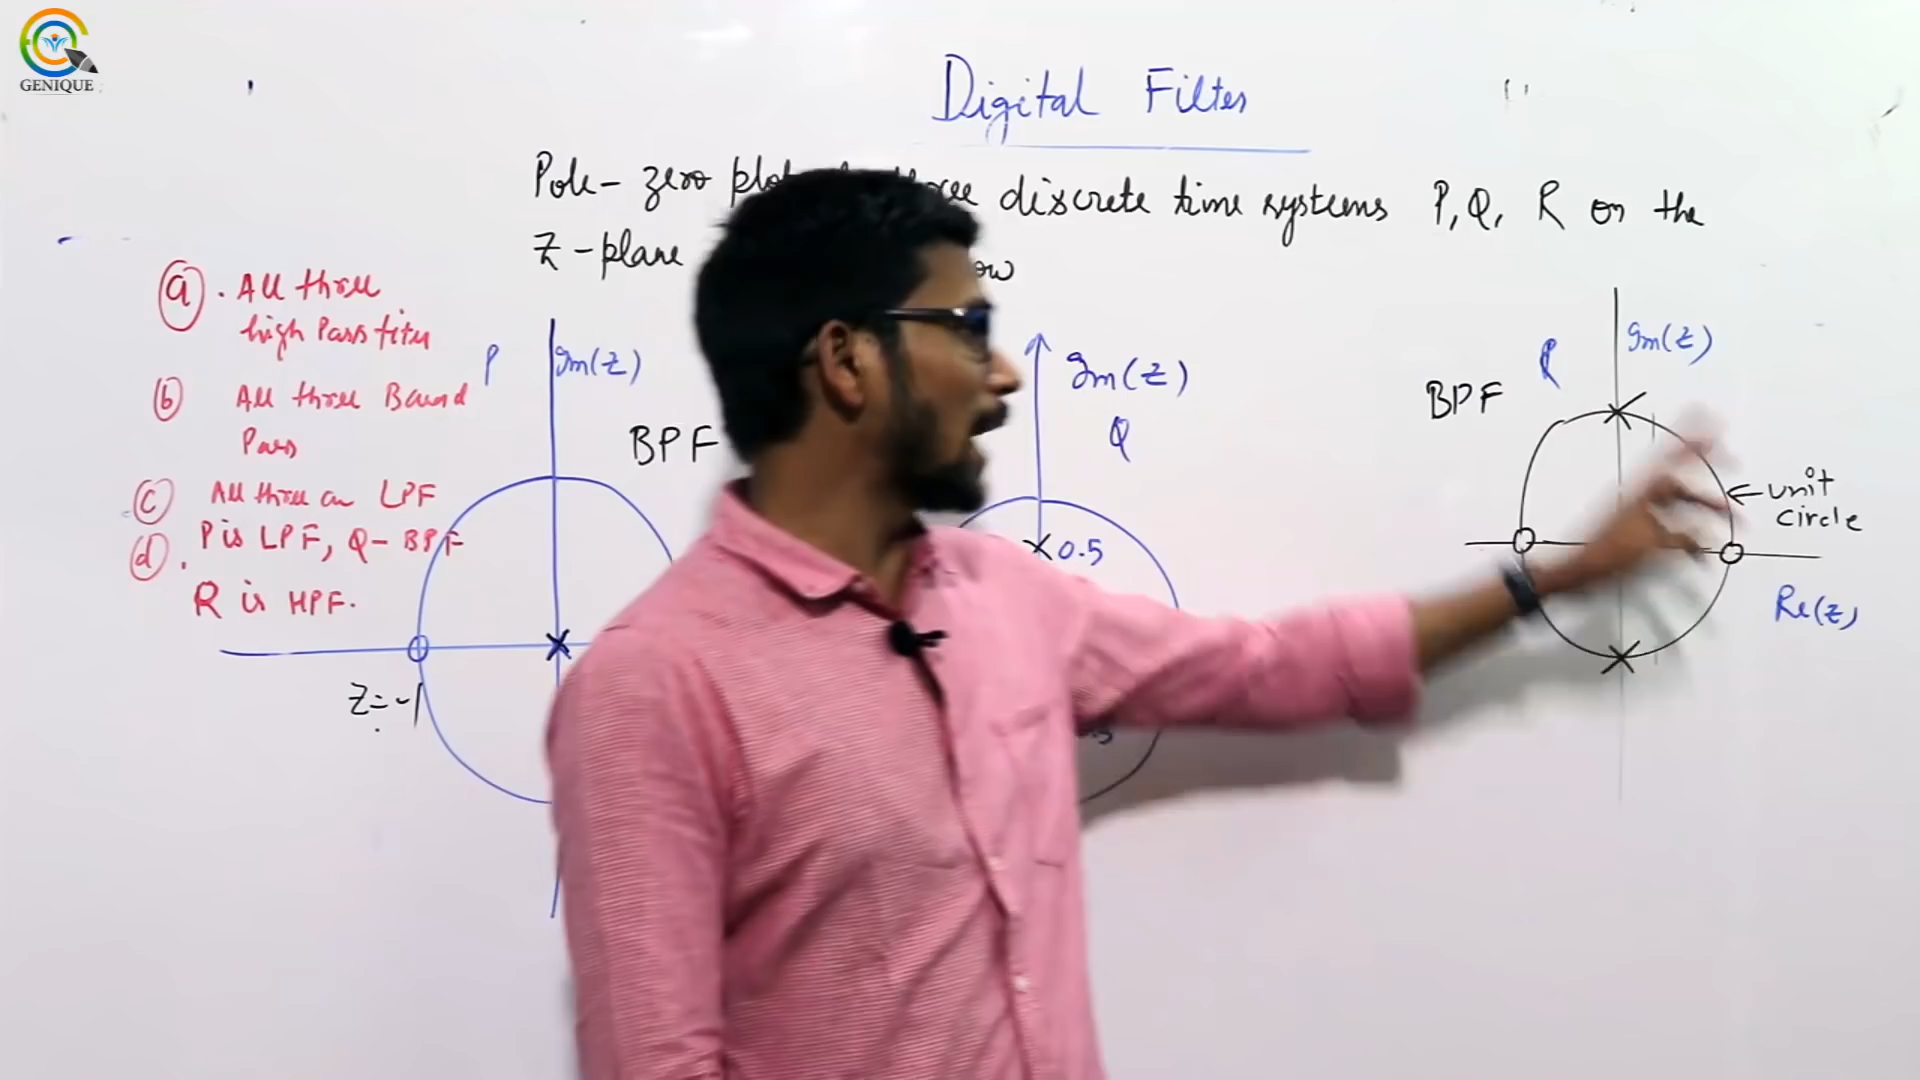 GENIQUE
Digital Filter
Pole-zero discrete time systems P, Q, R on the
Z-plane
(a). All three
high Pass
(b) All three Band
Pass
(c) All three an LPF
(d). P is LPF, Q-BPF
R is HPF.
P
Im(z)
BPF
Z=-1
Im(z)
Q
0.5
BPF
Im(z)
unit
circle
Re(z)